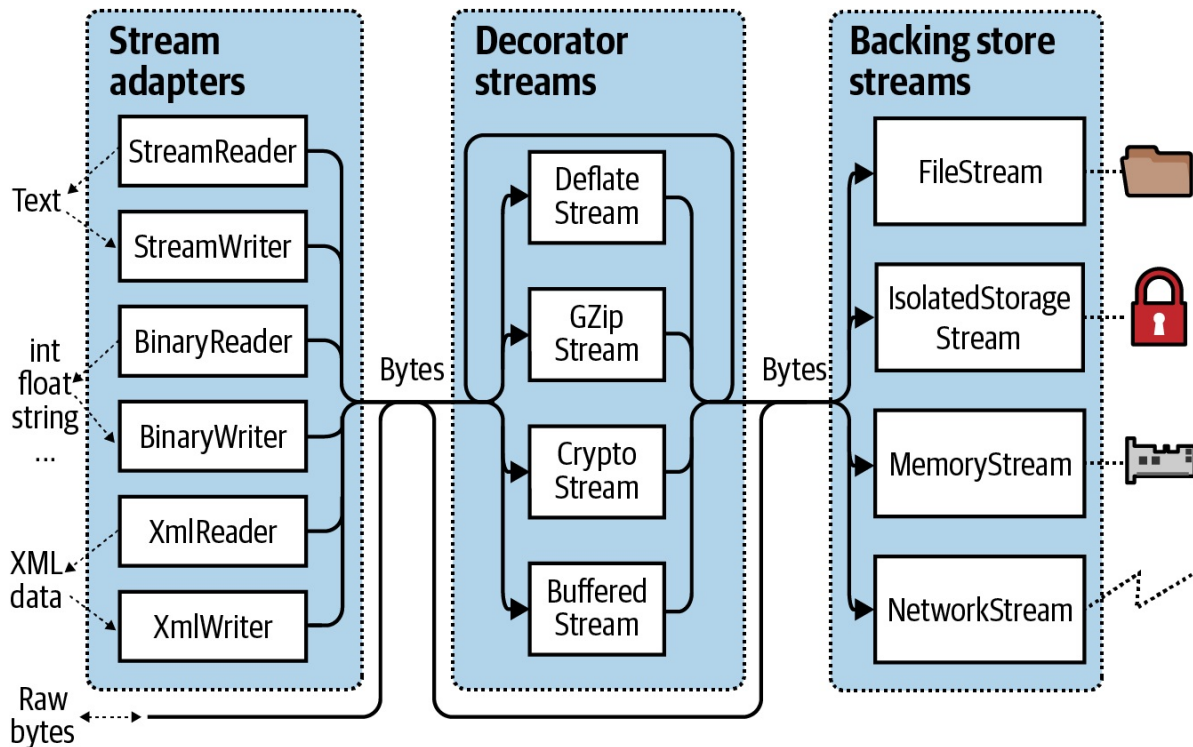 Stream
adapters
StreamReader
Text
StreamWriter
BinaryReader
int
float
string
...
BinaryWriter
XmlReader
XML
data
XmlWriter
Raw
bytes
Bytes
Decorator
streams
Deflate
Stream
GZip
Stream
Crypto
Stream
Buffered
Stream
Bytes
Backing store
streams
FileStream
IsolatedStorage
Stream
MemoryStream
NetworkStream